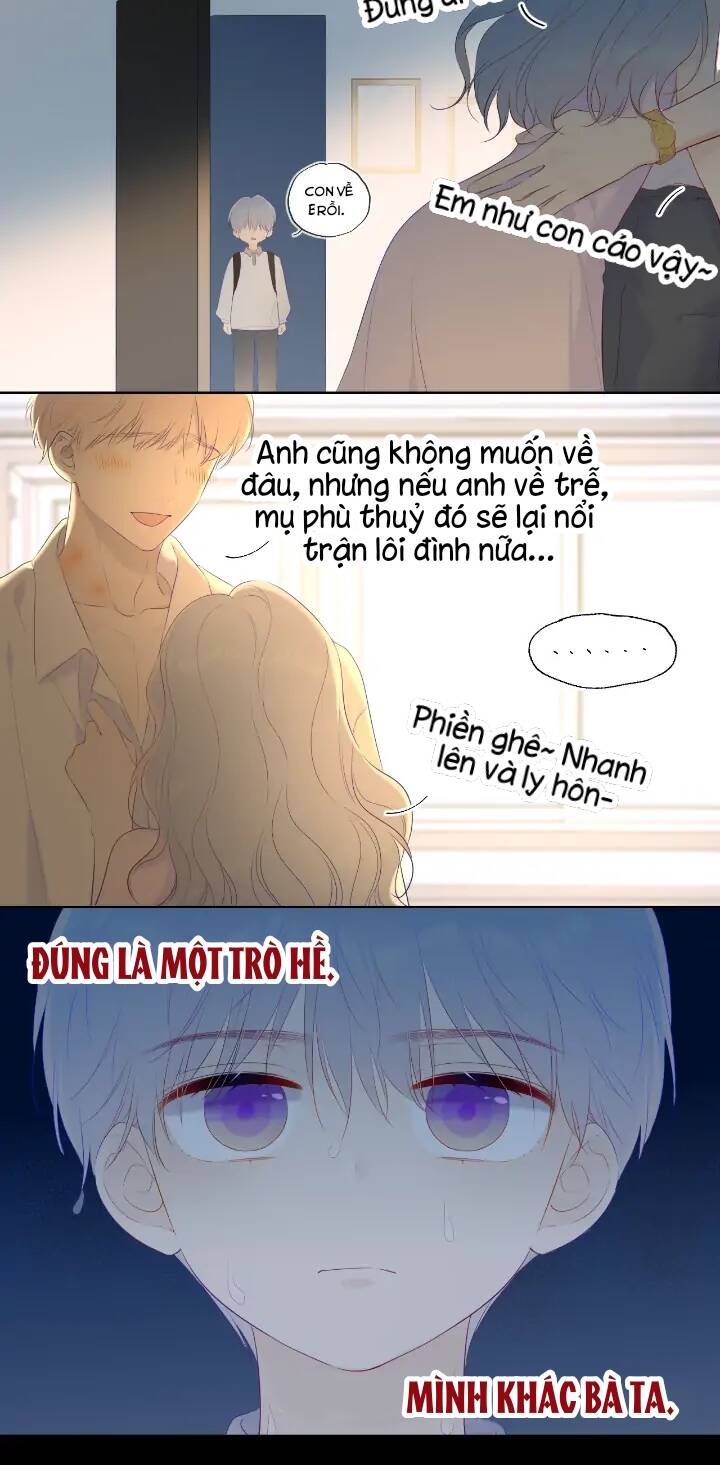 Đừng
CON VỀ
RỒI.
Em như con cáo vậy~
Anh cũng không muốn về
đâu, nhưng nếu anh về trễ,
mụ phù thuỷ đó sẽ lại nổi
trận lôi đình nữa...
......
Phiền ghê~ Nhanh
lên và ly hôn-
ĐÚNG LÀ MỘT TRÒ HỀ.
MÌNH KHÁC BÀ TA.